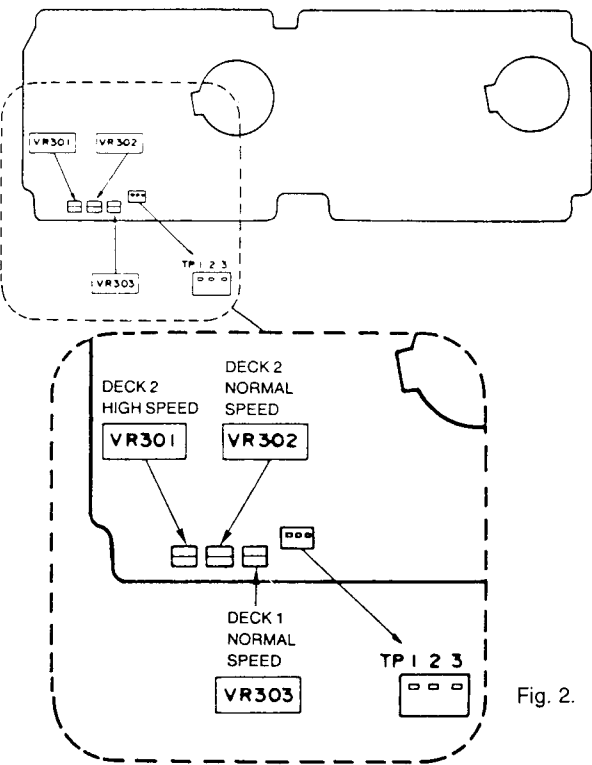 VR301 VR302
TP 1 2 3
VR303
DECK 2
HIGH SPEED
VR301
DECK 2
NORMAL
SPEED
VR302
DECK 1
NORMAL
SPEED
VR303
TP 1 2 3
Fig. 2.